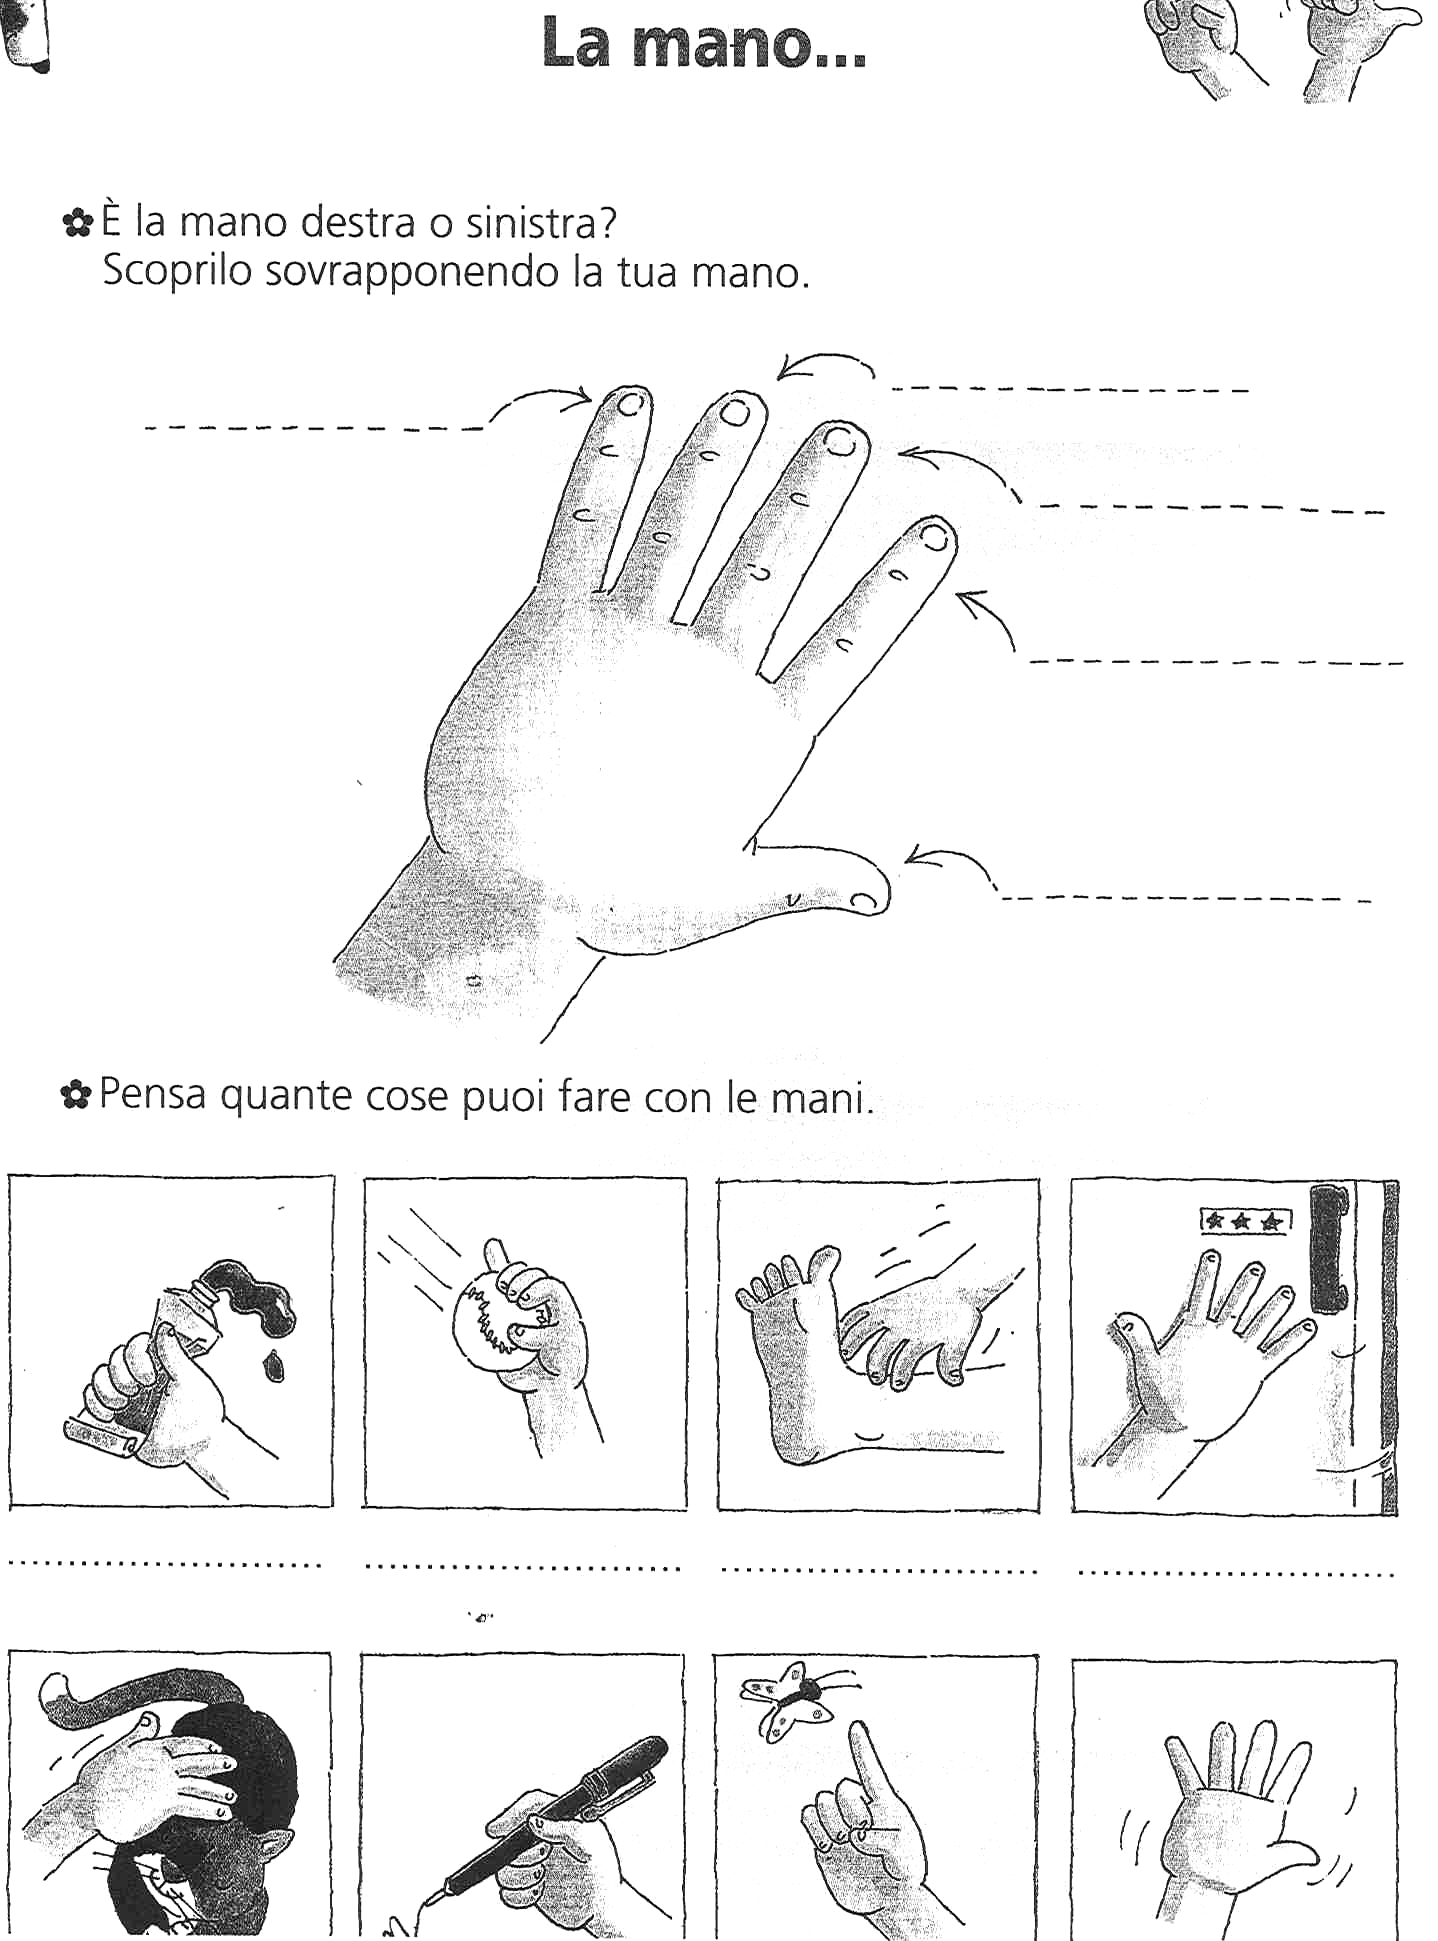 La mano...
È la mano destra o sinistra?
Scoprilo sovrapponendo la tua mano.
Pensa quante cose puoi fare con le mani.